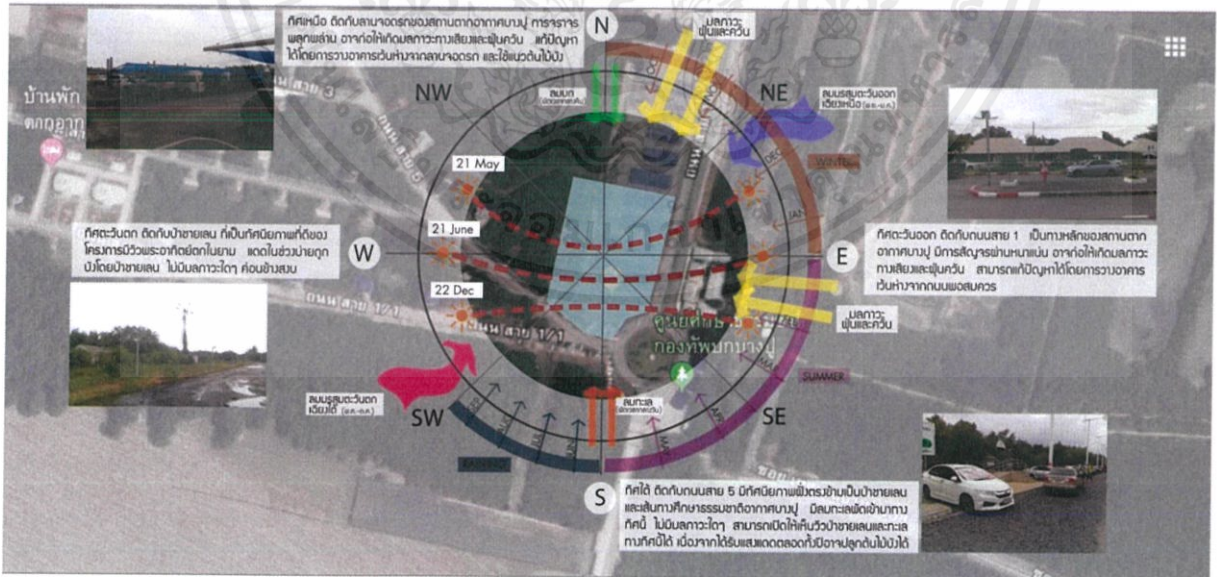 ทิศเหนือ ติดกับลานจอดรถของสถานตากอากาศบางปู การจราจร
พลุกพล่าน อาจก่อให้เกิดมลภาวะทางเสียงและฝุ่นควัน แก้ปัญหา
ได้โดยการวางอาคารเว้นห่างจากลานจอดรถ และใช้แนวต้นไม้บัง
N
มลภาวะ
ฝุ่นและควัน
NW
NE
ลมบก
ลมมรสุมตะวันออก
เฉียงเหนือ
บ้านพัก
ถนน สาย 3
ถนน สาย 5
NOV
DEC
JAN
WINTER
21 May
21 June
22 Dec
ทิศตะวันตก ติดกับป่าชายเลน ที่เป็นทัศนียภาพที่ดีของ
โครงการมีวิวพระอาทิตย์ตกในยาม แดดในช่วงบ่ายถูก
บังโดยป่าชายเลน ไม่มีมลภาวะใดๆ ค่อนข้างสงบ
W
E
ทิศตะวันออก ติดกับถนนสาย 1 เป็นทางหลักของสถานตาก
อากาศบางปู มีการสัญจรผ่านหนาแน่น อาจก่อให้เกิดมลภาวะ
ทางเสียงและฝุ่นควัน สามารถแก้ปัญหาได้โดยการวางอาคาร
เว้นห่างจากถนนพอสมควร
มลภาวะ
ฝุ่นและควัน
ถนน สาย 1/1
ถนน สาย 1/1
กองทัพบกบางปู
SUMMER
ลมมรสุมตะวันตก
เฉียงใต้
SW
ลมทะเล
SE
APR
AUG
S
ทิศใต้ ติดกับถนนสาย 5 มีทัศนียภาพฝั่งตรงข้ามเป็นป่าชายเลน
และเส้นทางศึกษาธรรมชาติอากาศบางปู มีลมทะเลพัดเข้ามาทาง
ทิศนี้ ไม่มีมลภาวะใดๆ สามารถเปิดให้เห็นวิวป่าชายเลนและทะเล
ทางทิศนี้ได้ เนื่องจากได้รับแสงแดดตลอดทั้งปีอาจปลูกต้นไม้บังได้